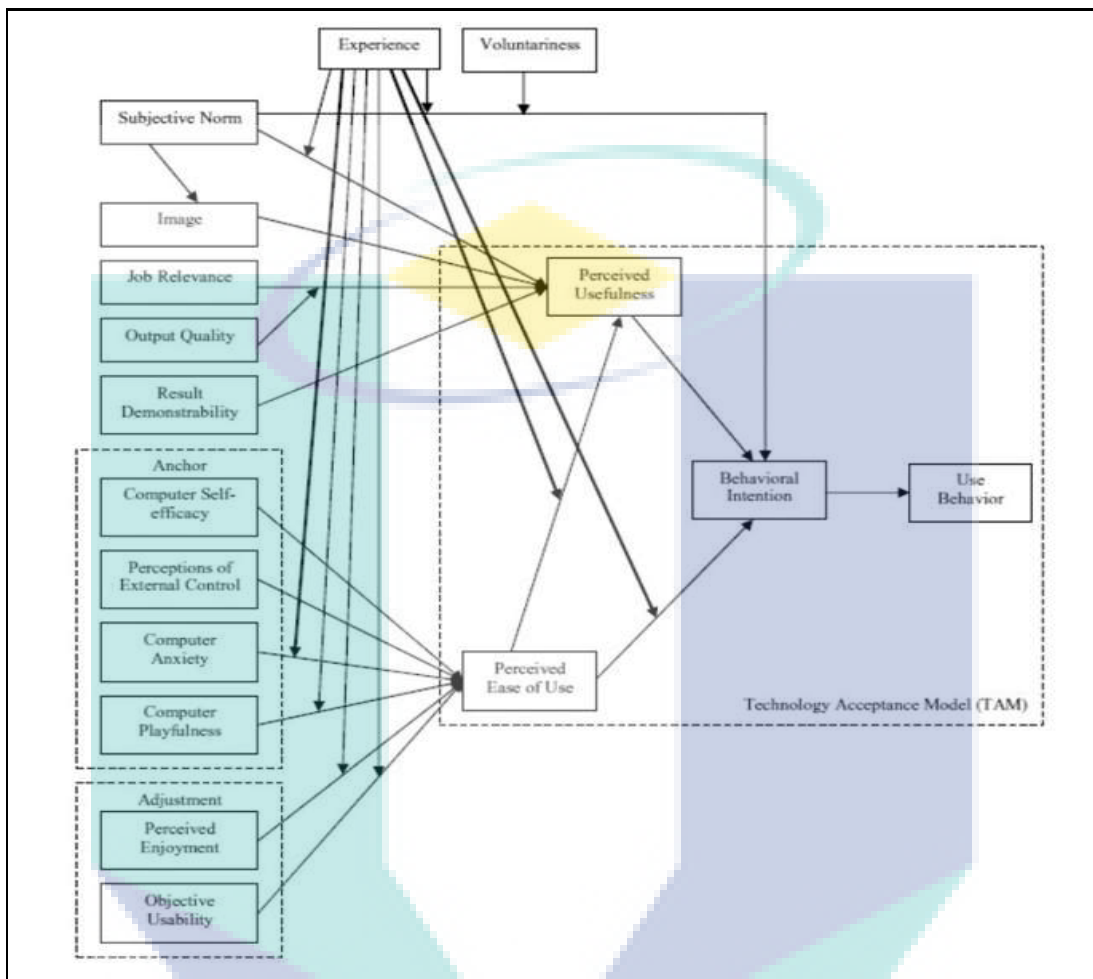 Experience
Voluntariness
Subjective Norm
Image
Job Relevance
Perceived
Usefulness
Output Quality
Result
Demonstrability
Anchor
Computer Self-
efficacy
Behavioral
Intention
Use
Behavior
Perceptions of
External Control
Computer
Anxiety
Perceived
Ease of Use
Computer
Playfulness
Technology Acceptance Model (TAM)
Adjustment
Perceived
Enjoyment
Objective
Usability